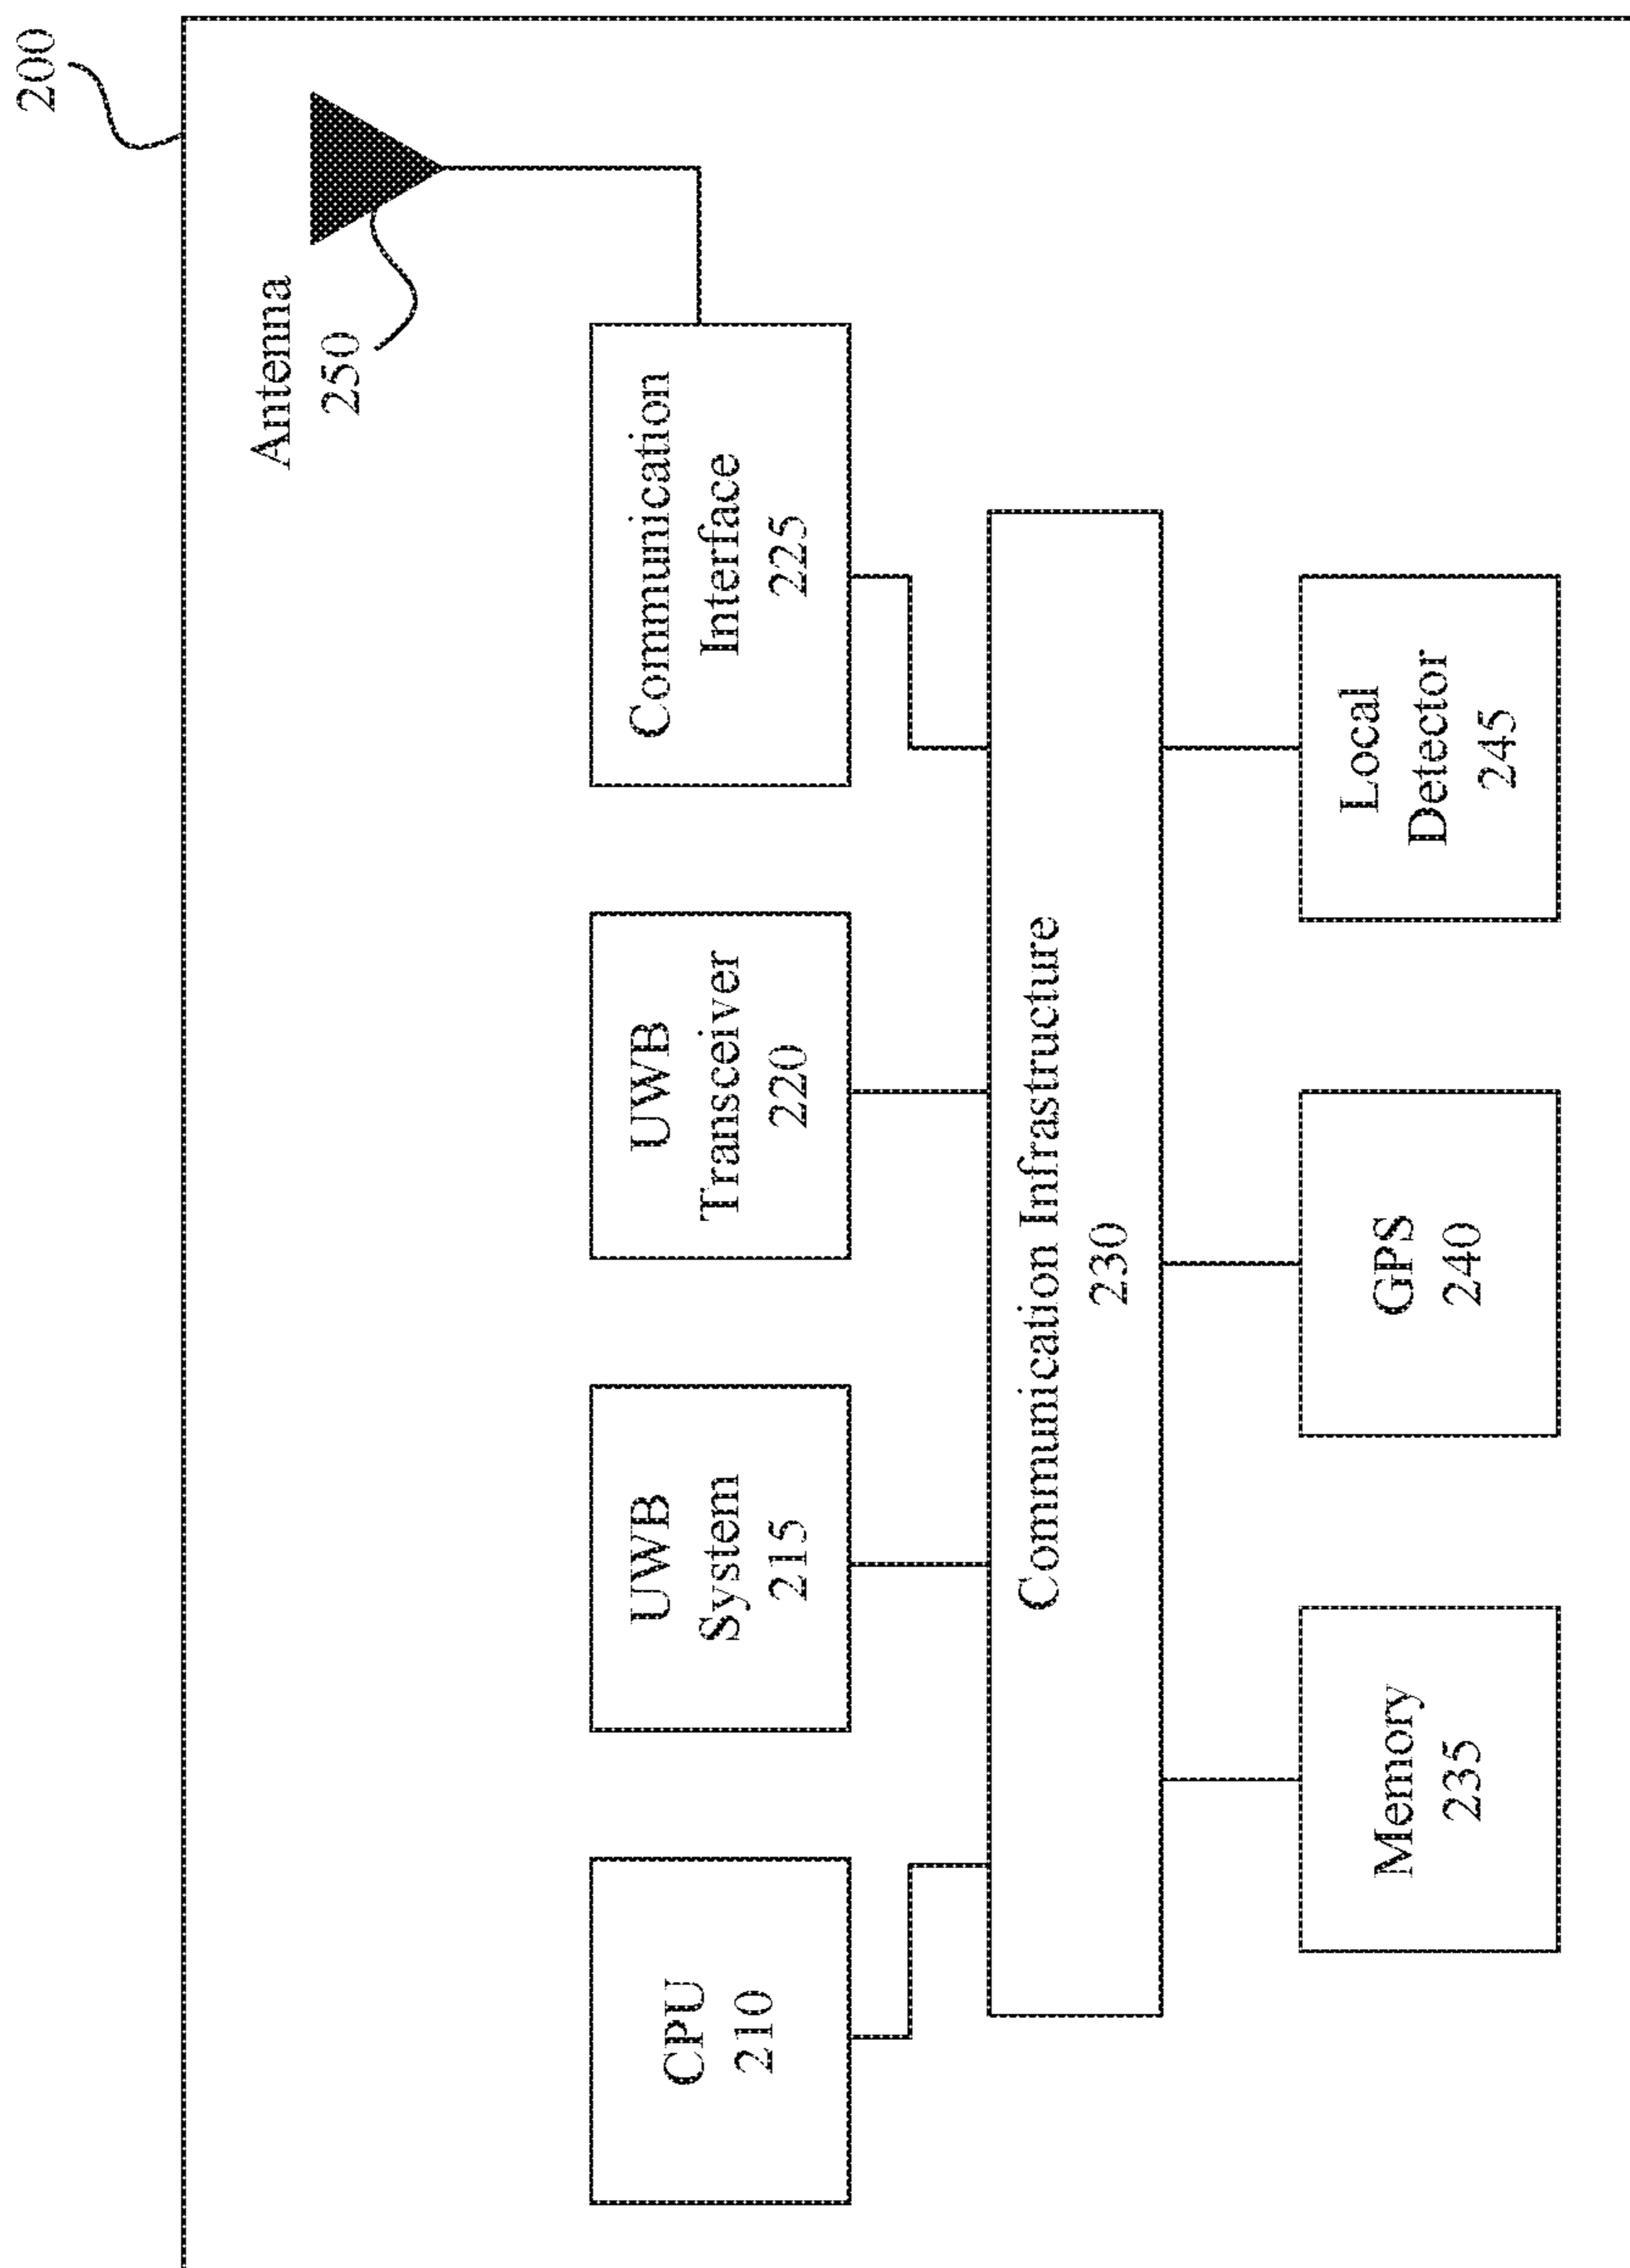 200
Antenna
250
CPU
210
UWB
System
215
UWB
Transceiver
220
Communication
Interface
225
Communication Infrastructure
230
Memory
235
GPS
240
Local
Detector
245